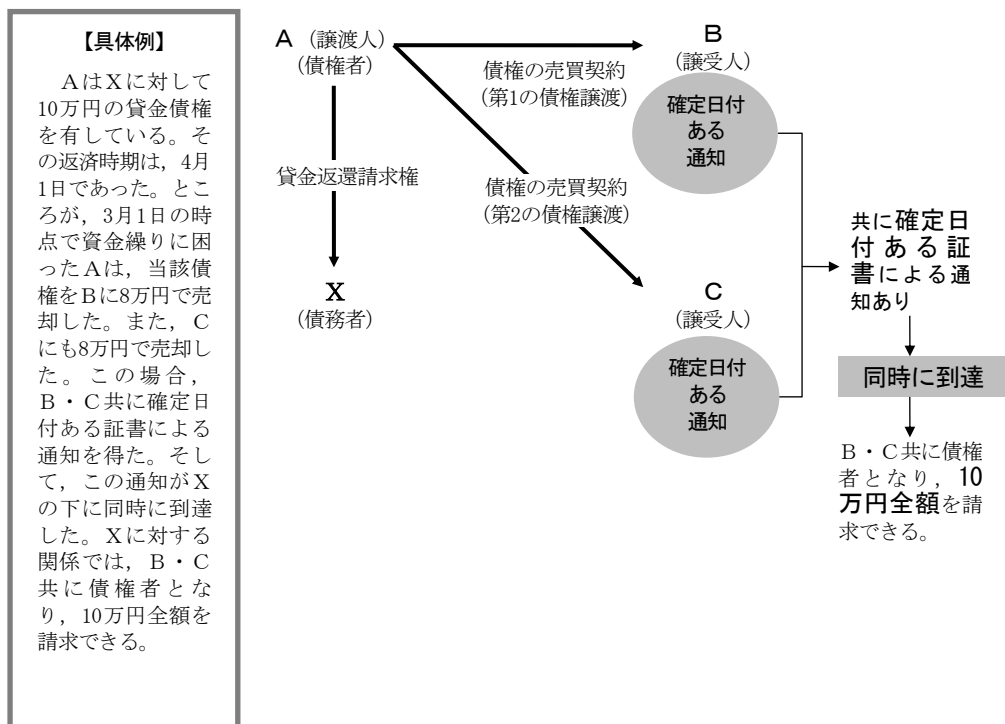 【具体例】
　ＡはＸに対して
10万円の貸金債権
を有している。そ
の返済時期は，4月
1日であった。とこ
ろが，3月1日の時
点で資金繰りに困
ったＡは，当該債
権をＢに8万円で売
却した。また，Ｃ
にも8万円で売却し
た。この場合，
Ｂ・Ｃ共に確定日
付ある証書による
通知を得た。そし
て，この通知がＸ
の下に同時に到達
した。Ｘに対する
関係では，Ｂ・Ｃ
共に債権者とな
り，10万円全額を
請求できる。
Ａ（譲渡人）
（債権者）
貸金返還請求権
Ｘ
（債務者）
債権の売買契約
（第1の債権譲渡）
債権の売買契約
（第2の債権譲渡）
Ｂ
（譲受人）
確定日付
ある
通知
Ｃ
（譲受人）
確定日付
ある
通知
共に確定日
付ある証
書による通
知あり
同時に到達
Ｂ・Ｃ共に債権
者となり，10
万円全額を請
求できる。